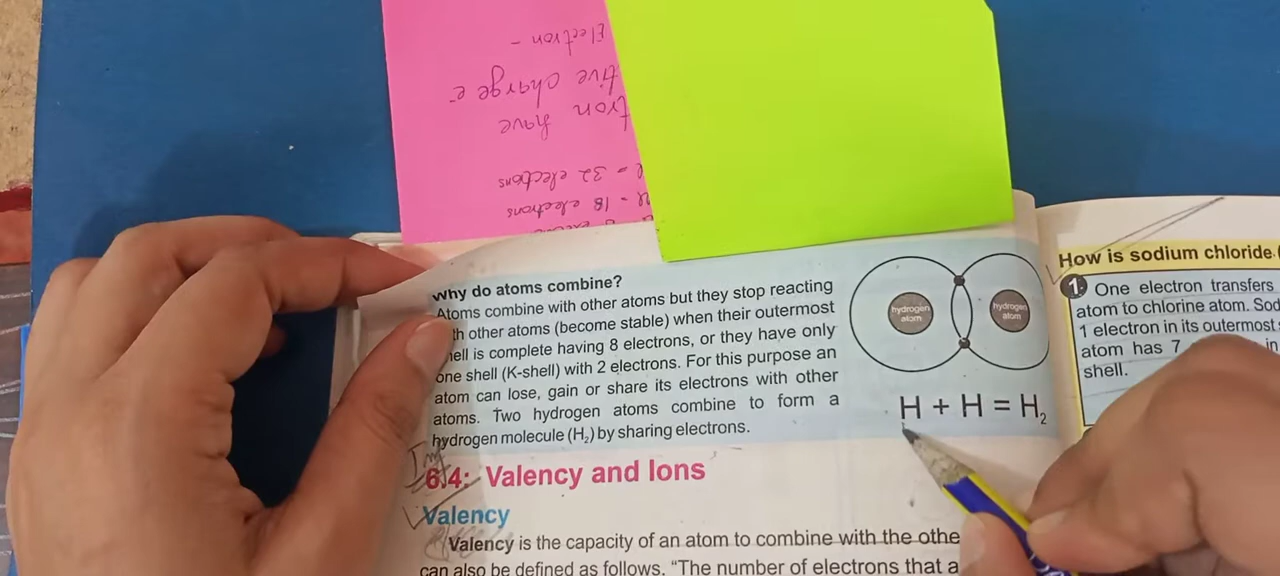 Electron -
tive charge e⁻
tron have
l = 32 electrons
ll = 18 electrons
why do atoms combine?
Atoms combine with other atoms but they stop reacting
th other atoms (become stable) when their outermost
hell is complete having 8 electrons, or they have only
one shell (K-shell) with 2 electrons. For this purpose an
atom can lose, gain or share its electrons with other
atoms. Two hydrogen atoms combine to form a
hydrogen molecule (H₂) by sharing electrons.
hydrogen
atom
hydrogen
atom
H + H = H₂
Imp
6.4: Valency and Ions
Valency
Valency is the capacity of an atom to combine with the othe
can also be defined as follows. "The number of electrons that a
How is sodium chloride
1. One electron transfers
atom to chlorine atom. Sod
1 electron in its outermost
atom has 7 in
shell.